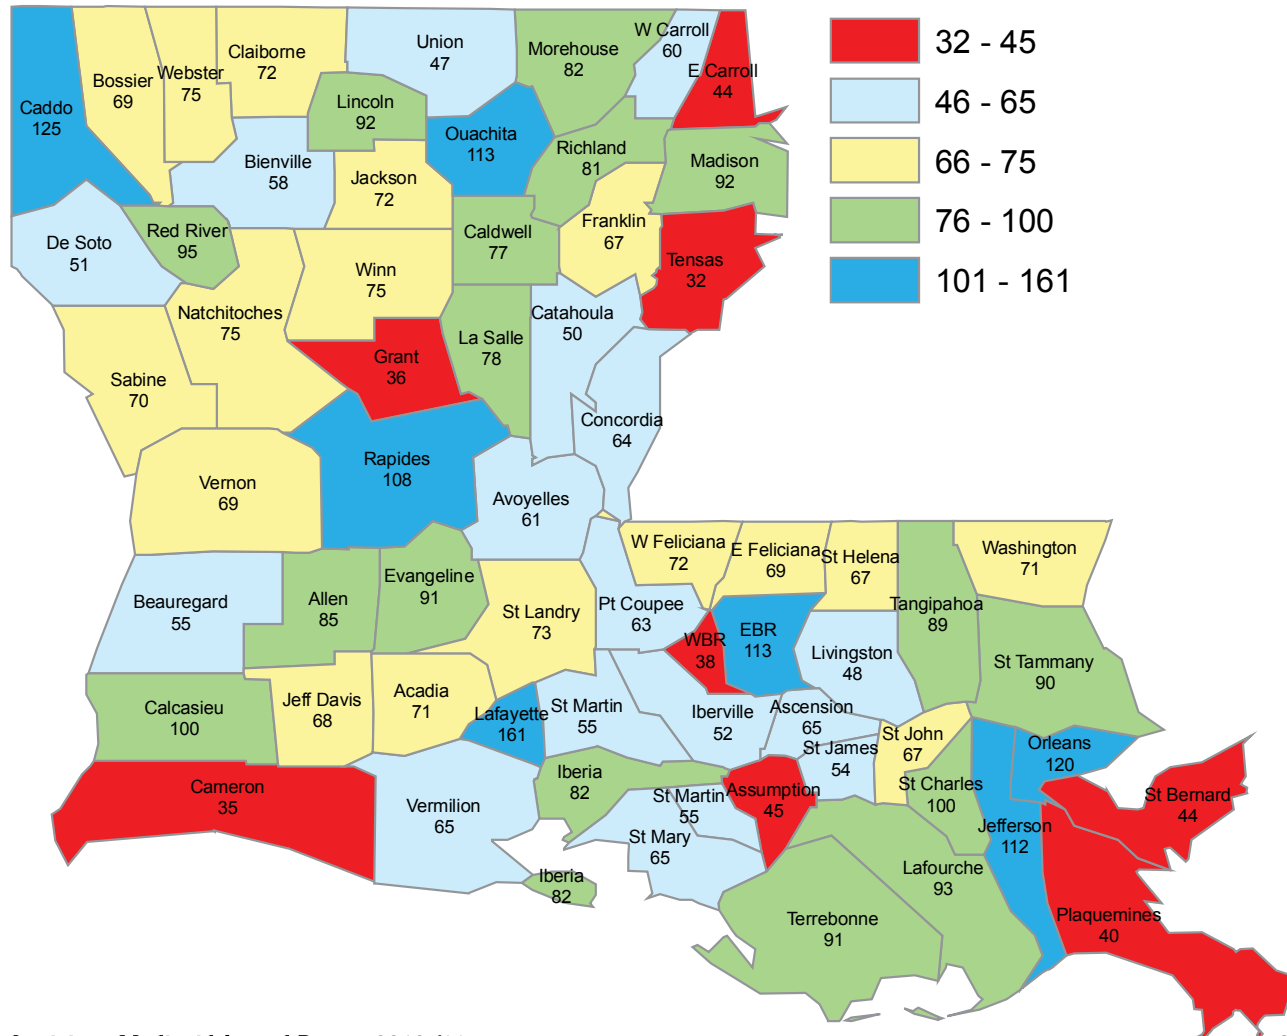 Caddo
125
Bossier
69
Webster
75
Claiborne
72
Union
47
Morehouse
82
W Carroll
60
E Carroll
44
32 - 45
46 - 65
66 - 75
76 - 100
101 - 161
Lincoln
92
Ouachita
113
Richland
81
Madison
92
Bienville
58
Jackson
72
De Soto
51
Red River
95
Caldwell
77
Franklin
67
Tensas
32
Winn
75
Natchitoches
75
Catahoula
50
La Salle
78
Grant
36
Sabine
70
Concordia
64
Rapides
108
Vernon
69
Avoyelles
61
W Feliciana
72
E Feliciana
69
St Helena
67
Washington
71
Beauregard
55
Allen
85
Evangeline
91
St Landry
73
Pt Coupee
63
WBR
38
EBR
113
Tangipahoa
89
Livingston
48
St Tammany
90
Calcasieu
100
Jeff Davis
68
Acadia
71
Lafayette
161
St Martin
55
Iberville
52
Ascension
65
St James
54
St John
67
Orleans
120
Cameron
35
Vermilion
65
Iberia
82
St Martin
55
Assumption
45
St Charles
100
St Bernard
44
Jefferson
112
St Mary
65
Iberia
82
Lafourche
93
Terrebonne
91
Plaquemines
40